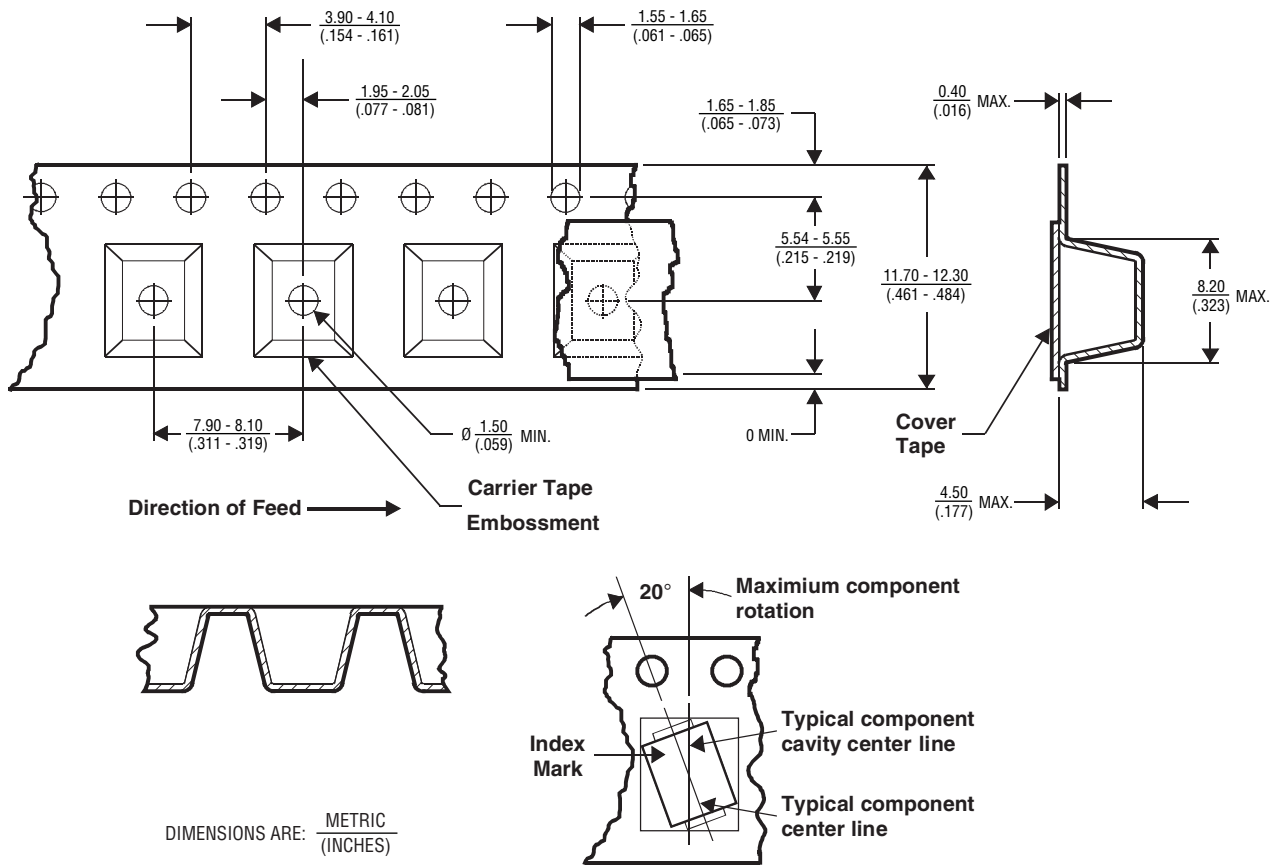 3.90 - 4.10
(.154 - .161)
1.55 - 1.65
(.061 - .065)
1.95 - 2.05
(.077 - .081)
1.65 - 1.85
(.065 - .073)
0.40
(.016)
MAX.
5.54 - 5.55
(.215 - .219)
11.70 - 12.30
(.461 - .484)
8.20
(.323)
MAX.
7.90 - 8.10
(.311 - .319)
Ø 1.50
(.059)
MIN.
0 MIN.
Cover
Tape
Carrier Tape
Embossment
Direction of Feed
4.50
(.177)
MAX.
20°
Maximium component
rotation
Typical component
cavity center line
Index
Mark
Typical component
center line
DIMENSIONS ARE:
METRIC
(INCHES)